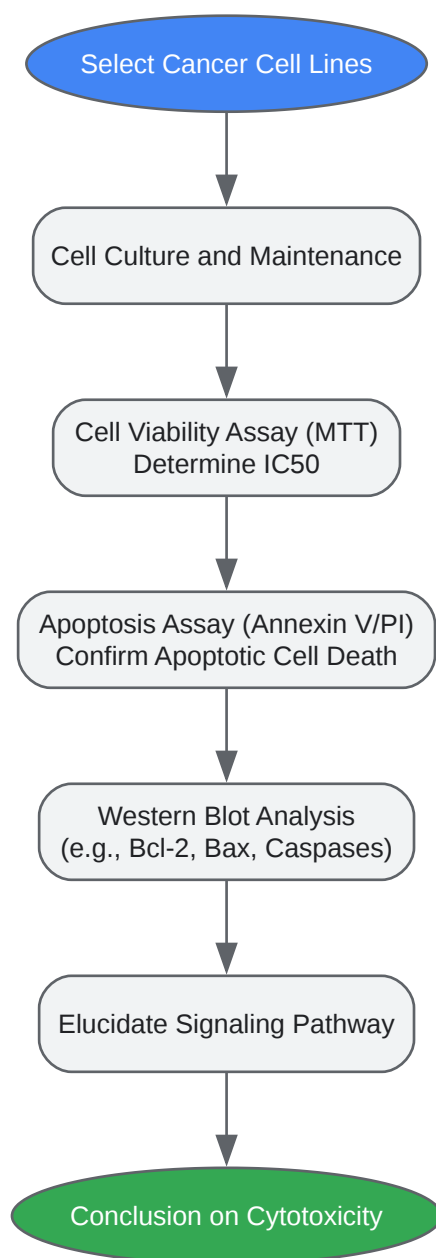 Select Cancer Cell Lines
Cell Culture and Maintenance
Cell Viability Assay (MTT)
Determine IC50
Apoptosis Assay (Annexin V/PI)
Confirm Apoptotic Cell Death
Western Blot Analysis
(e.g., Bcl-2, Bax, Caspases)
Elucidate Signaling Pathway
Conclusion on Cytotoxicity